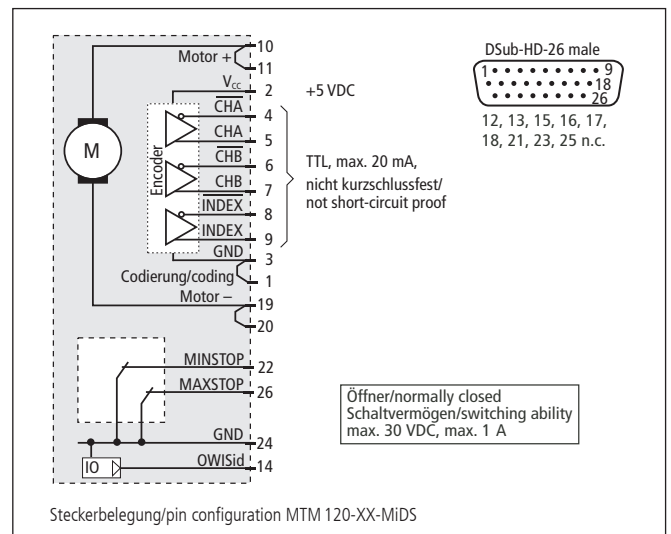 Motor +
10
11
VCC
2
+5 VDC
CHA
4
CHA
5
CHB
6
CHB
7
INDEX
8
INDEX
9
GND
3
Codierung/coding
1
Motor –
19
20
M
Encoder
TTL, max. 20 mA,
nicht kurzschlussfest/
not short-circuit proof
DSub-HD-26 male
1
9
18
26
12, 13, 15, 16, 17,
18, 21, 23, 25 n.c.
MINSTOP
22
MAXSTOP
26
GND
24
IO
OWISid
14
Öffner/normally closed
Schaltvermögen/switching ability
max. 30 VDC, max. 1 A
Steckerbelegung/pin configuration MTM 120-XX-MiDS